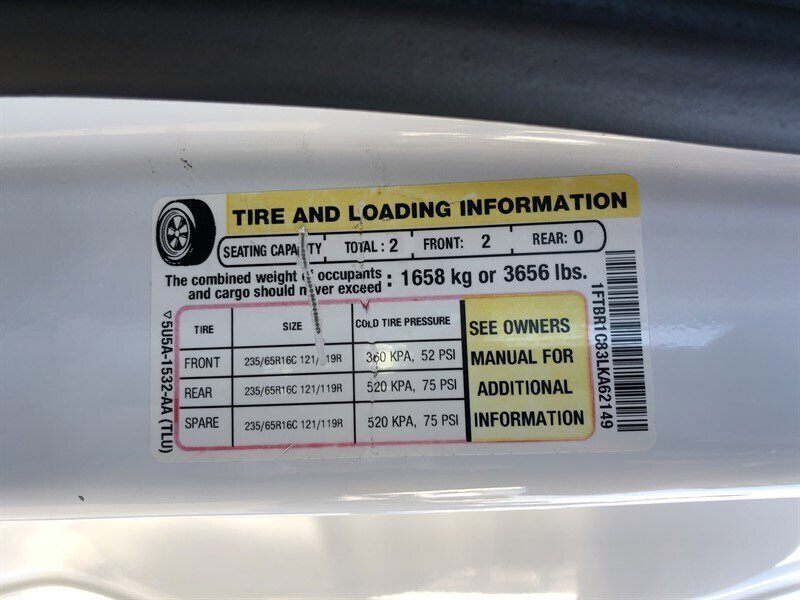 TIRE AND LOADING INFORMATION
SEATING CAPACITY TOTAL: 2 FRONT: 2 REAR: 0
The combined weight of occupants
and cargo should never exceed : 1658 kg or 3656 lbs.
TIRE SIZE COLD TIRE PRESSURE
FRONT 235/65R16C 121/119R 360 KPA, 52 PSI
REAR 235/65R16C 121/119R 520 KPA, 75 PSI
SPARE 235/65R16C 121/119R 520 KPA, 75 PSI
SEE OWNERS
MANUAL FOR
ADDITIONAL
INFORMATION
▽5U5A-1532-AA (TLU)
1FTBR1C83LKA62149